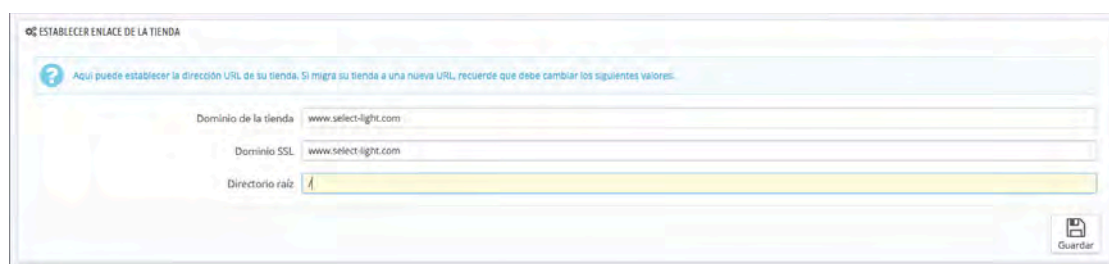 ESTABLECER ENLACE DE LA TIENDA
Aquí puede establecer la dirección URL de su tienda. Si migra su tienda a una nueva URL, recuerde que debe cambiar los siguientes valores.
Dominio de la tienda www.select-light.com
Dominio SSL www.select-light.com
Directorio raíz /
Guardar